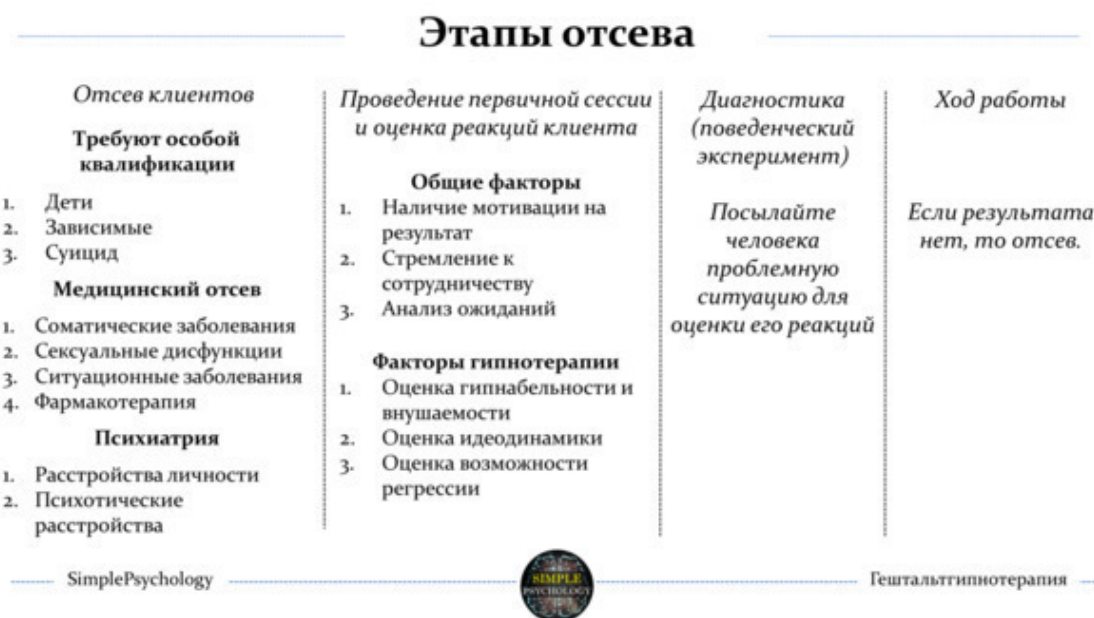 Этапы отсева
Отсев клиентов
Требуют особой
квалификации
1. Дети
2. Зависимые
3. Суицид
Медицинский отсев
1. Соматические заболевания
2. Сексуальные дисфункции
3. Ситуационные заболевания
4. Фармакотерапия
Психиатрия
1. Расстройства личности
2. Психотические
расстройства
Проведение первичной сессии
и оценка реакций клиента
Общие факторы
1. Наличие мотивации на
результат
2. Стремление к
сотрудничеству
3. Анализ ожиданий
Факторы гипнотерапии
1. Оценка гипнабельности и
внушаемости
2. Оценка идеодинамики
3. Оценка возможности
регрессии
Диагностика
(поведенческий
эксперимент)
Посылайте
человека
проблемную
ситуацию для
оценки его реакций
Ход работы
Если результата
нет, то отсев.
SimplePsychology
SIMPLE
PSYCHOLOGY
Гештальтгипнотерапия